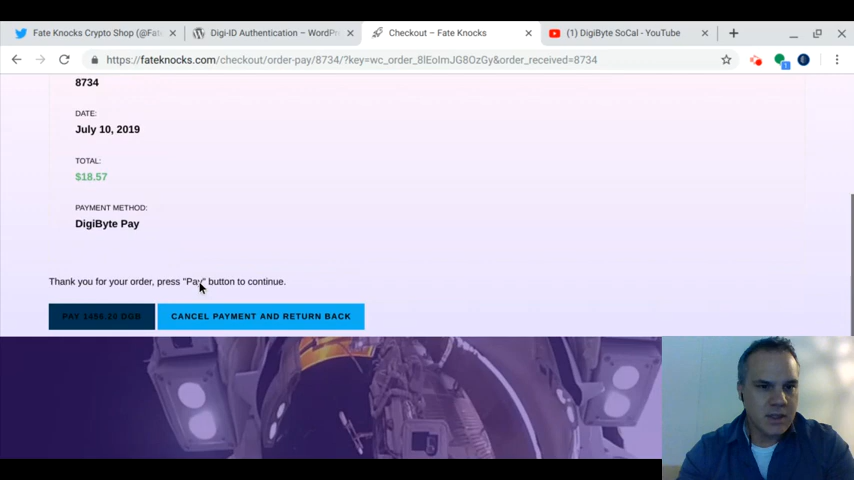 Fate Knocks Crypto Shop (@Fat
Digi-ID Authentication – WordPr
Checkout – Fate Knocks
(1) DigiByte SoCal - YouTube
https://fateknocks.com/checkout/order-pay/8734/?key=wc_order_8lEoImJG8OzGy&order_received=8734
8734
DATE:
July 10, 2019
TOTAL:
$18.57
PAYMENT METHOD:
DigiByte Pay
Thank you for your order, press "Pay" button to continue.
CANCEL PAYMENT AND RETURN BACK